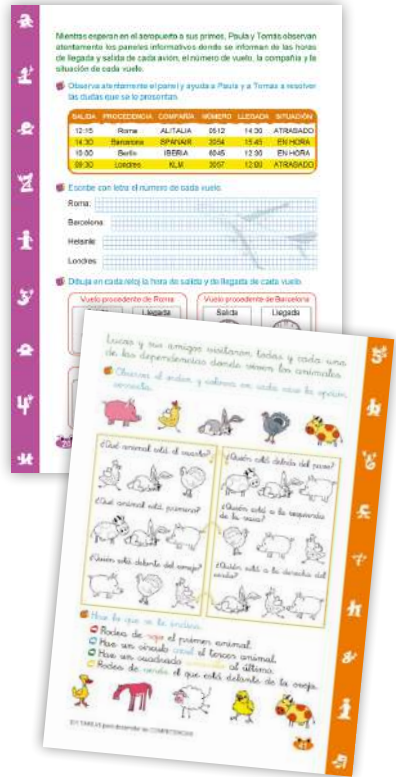 Mientras esperan en el aeropuerto a sus primos, Paula y Tomás observan
atentamente los paneles informativos donde se informan de las horas
de llegada y salida de cada avión, el número de vuelo, la compañía y la
situación de cada vuelo.
Observa atentamente el panel y ayuda a Paula y a Tomás a resolver
las dudas que se le presentan.
SALIDA PROCEDENCIA COMPAÑÍA NÚMERO LLEGADA SITUACIÓN
12:15 Roma ALITALIA 0512 14:30 ATRASADO
14:30 Barcelona SPANAIR 2054 15:45 EN HORA
10:00 Berlín IBERIA 6045 12:30 EN HORA
09:30 Londres KLM 3057 12:00 ATRASADO
Escribe con letra el número de cada vuelo.
Roma:
Barcelona:
Helsinki:
Londres:
Dibuja en cada reloj la hora de salida y de llegada de cada vuelo.
Vuelo procedente de Roma
Vuelo procedente de Barcelona
Llegada
Salida Llegada
Lucas y sus amigos visitaron todas y cada una
de las dependencias donde viven los animales.
Observa el orden y colorea en cada caso la opción
correcta.
¿Qué animal está el cuarto?
¿Qué animal está primero?
¿Quién está delante del conejo?
¿Quién está detrás del pavo?
¿Quién está a la izquierda
de la vaca?
¿Quién está a la derecha del
cerdo?
Haz lo que se te indica.
Rodea de rojo el primer animal.
Haz un círculo azul al tercer animal.
Haz un cuadrado amarillo al último.
Rodea de verde el que está delante de la oveja.
TAREAS para desarrollar las COMPETENCIAS